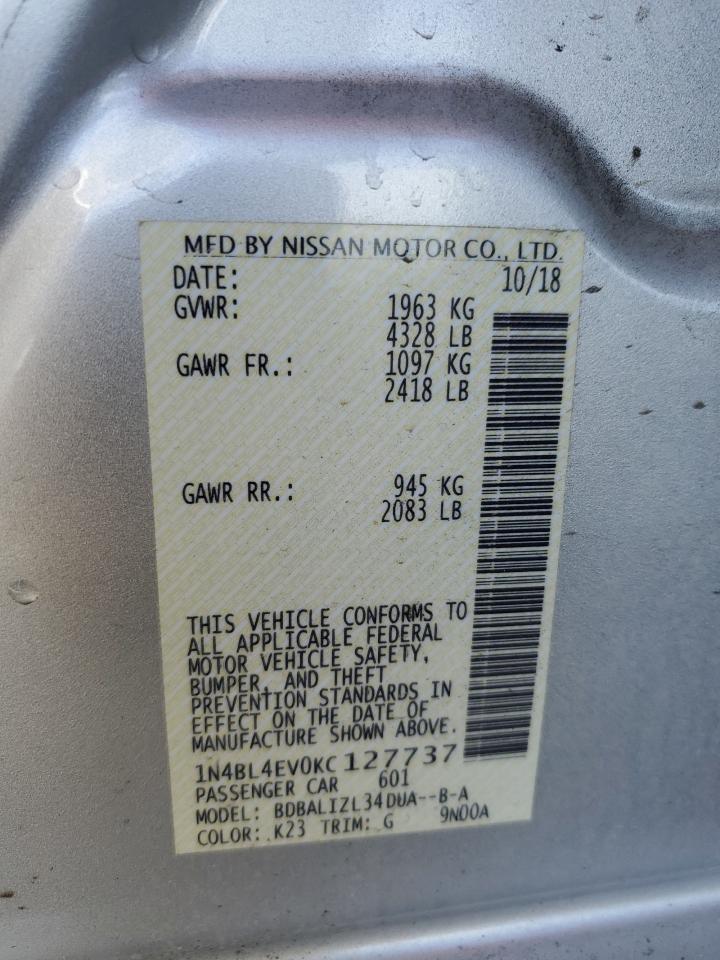 MFD BY NISSAN MOTOR CO., LTD.
DATE: 10/18
GVWR: 1963 KG
4328 LB
GAWR FR.: 1097 KG
2418 LB
GAWR RR.: 945 KG
2083 LB
THIS VEHICLE CONFORMS TO
ALL APPLICABLE FEDERAL
MOTOR VEHICLE SAFETY,
BUMPER, AND THEFT
PREVENTION STANDARDS IN
EFFECT ON THE DATE OF
MANUFACTURE SHOWN ABOVE.
1N4BL4EV0KC127737
PASSENGER CAR 601
MODEL: BDBALIZL34DUA--B-A
COLOR: K23 TRIM: G 9N00A